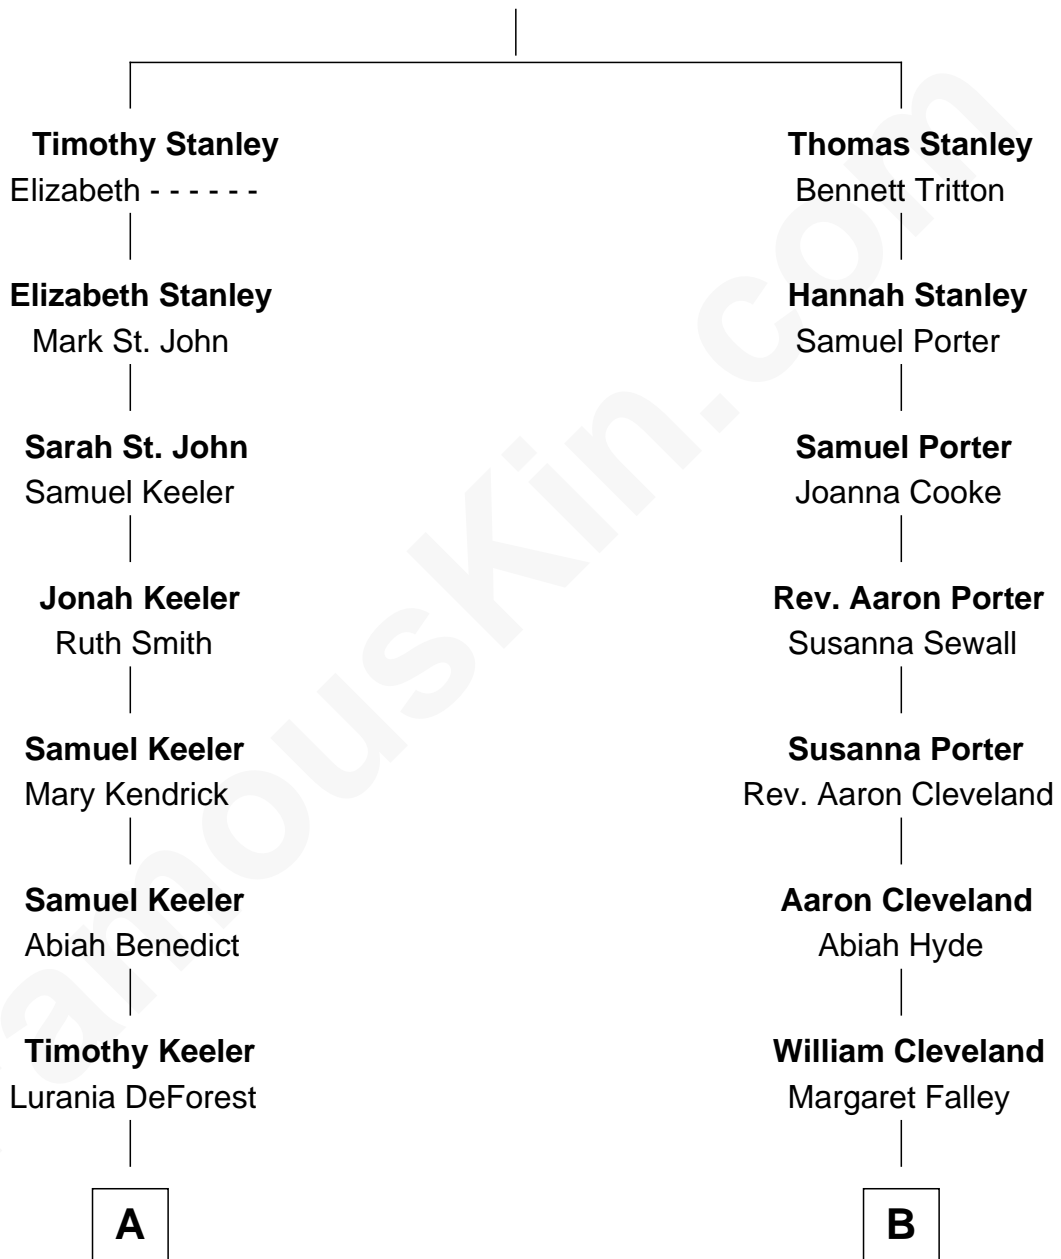 Timothy Stanley
Elizabeth - - - - - -
Thomas Stanley
Bennett Tritton
Elizabeth Stanley
Mark St. John
Hannah Stanley
Samuel Porter
Sarah St. John
Samuel Keeler
Samuel Porter
Joanna Cooke
Jonah Keeler
Ruth Smith
Rev. Aaron Porter
Susanna Sewall
Samuel Keeler
Mary Kendrick
Susanna Porter
Rev. Aaron Cleveland
Samuel Keeler
Abiah Benedict
Aaron Cleveland
Abiah Hyde
Timothy Keeler
Lurania DeForest
William Cleveland
Margaret Falley
A
B
amouskin.com